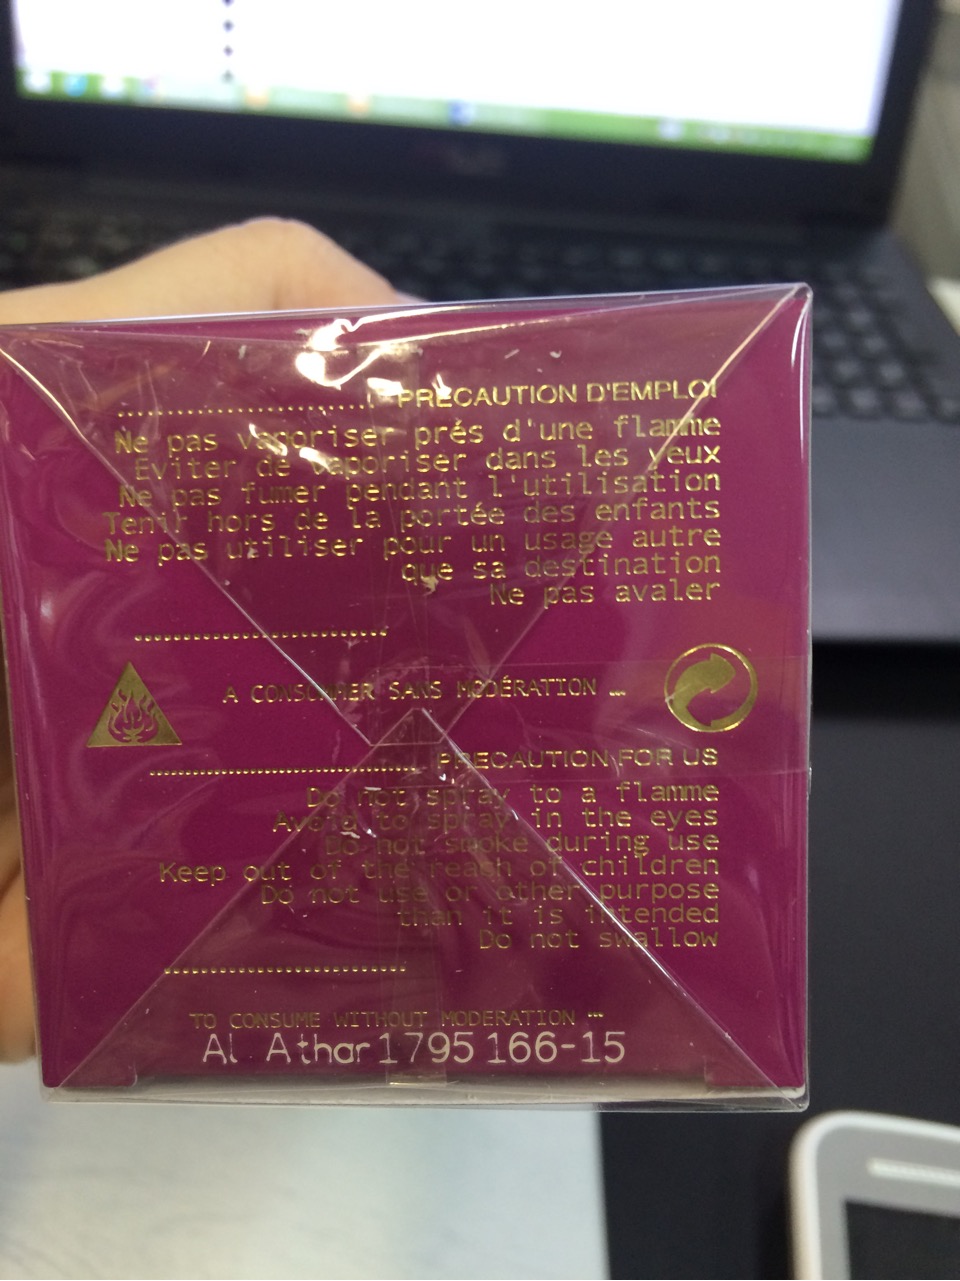 PRECAUTION D'EMPLOI
Ne pas vaporiser prés d'une flamme
Eviter de vaporiser dans les yeux
Ne pas fumer pendant l'utilisation
Tenir hors de la portée des enfants
Ne pas utiliser pour un usage autre
que sa destination
Ne pas avaler
A CONSOMMER SANS MODÉRATION ...
PRECAUTION FOR US
Do not spray to a flamme
Avoid to spray in the eyes
Do not smoke during use
Keep out of the reach of children
Do not use or other purpose
than it is intended
Do not swallow
TO CONSUME WITHOUT MODERATION ...
Al Athar 1795 166-15